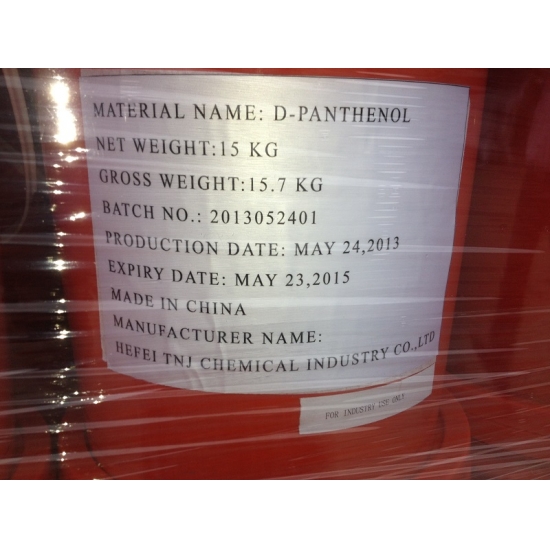 MATERIAL NAME: D-PANTHENOL
NET WEIGHT:15 KG
GROSS WEIGHT:15.7 KG
BATCH NO.: 2013052401
PRODUCTION DATE: MAY 24,2013
EXPIRY DATE: MAY 23,2015
MADE IN CHINA
MANUFACTURER NAME:
HEFEI TNJ CHEMICAL INDUSTRY CO.,LTD
FOR INDUSTRY USE ONLY